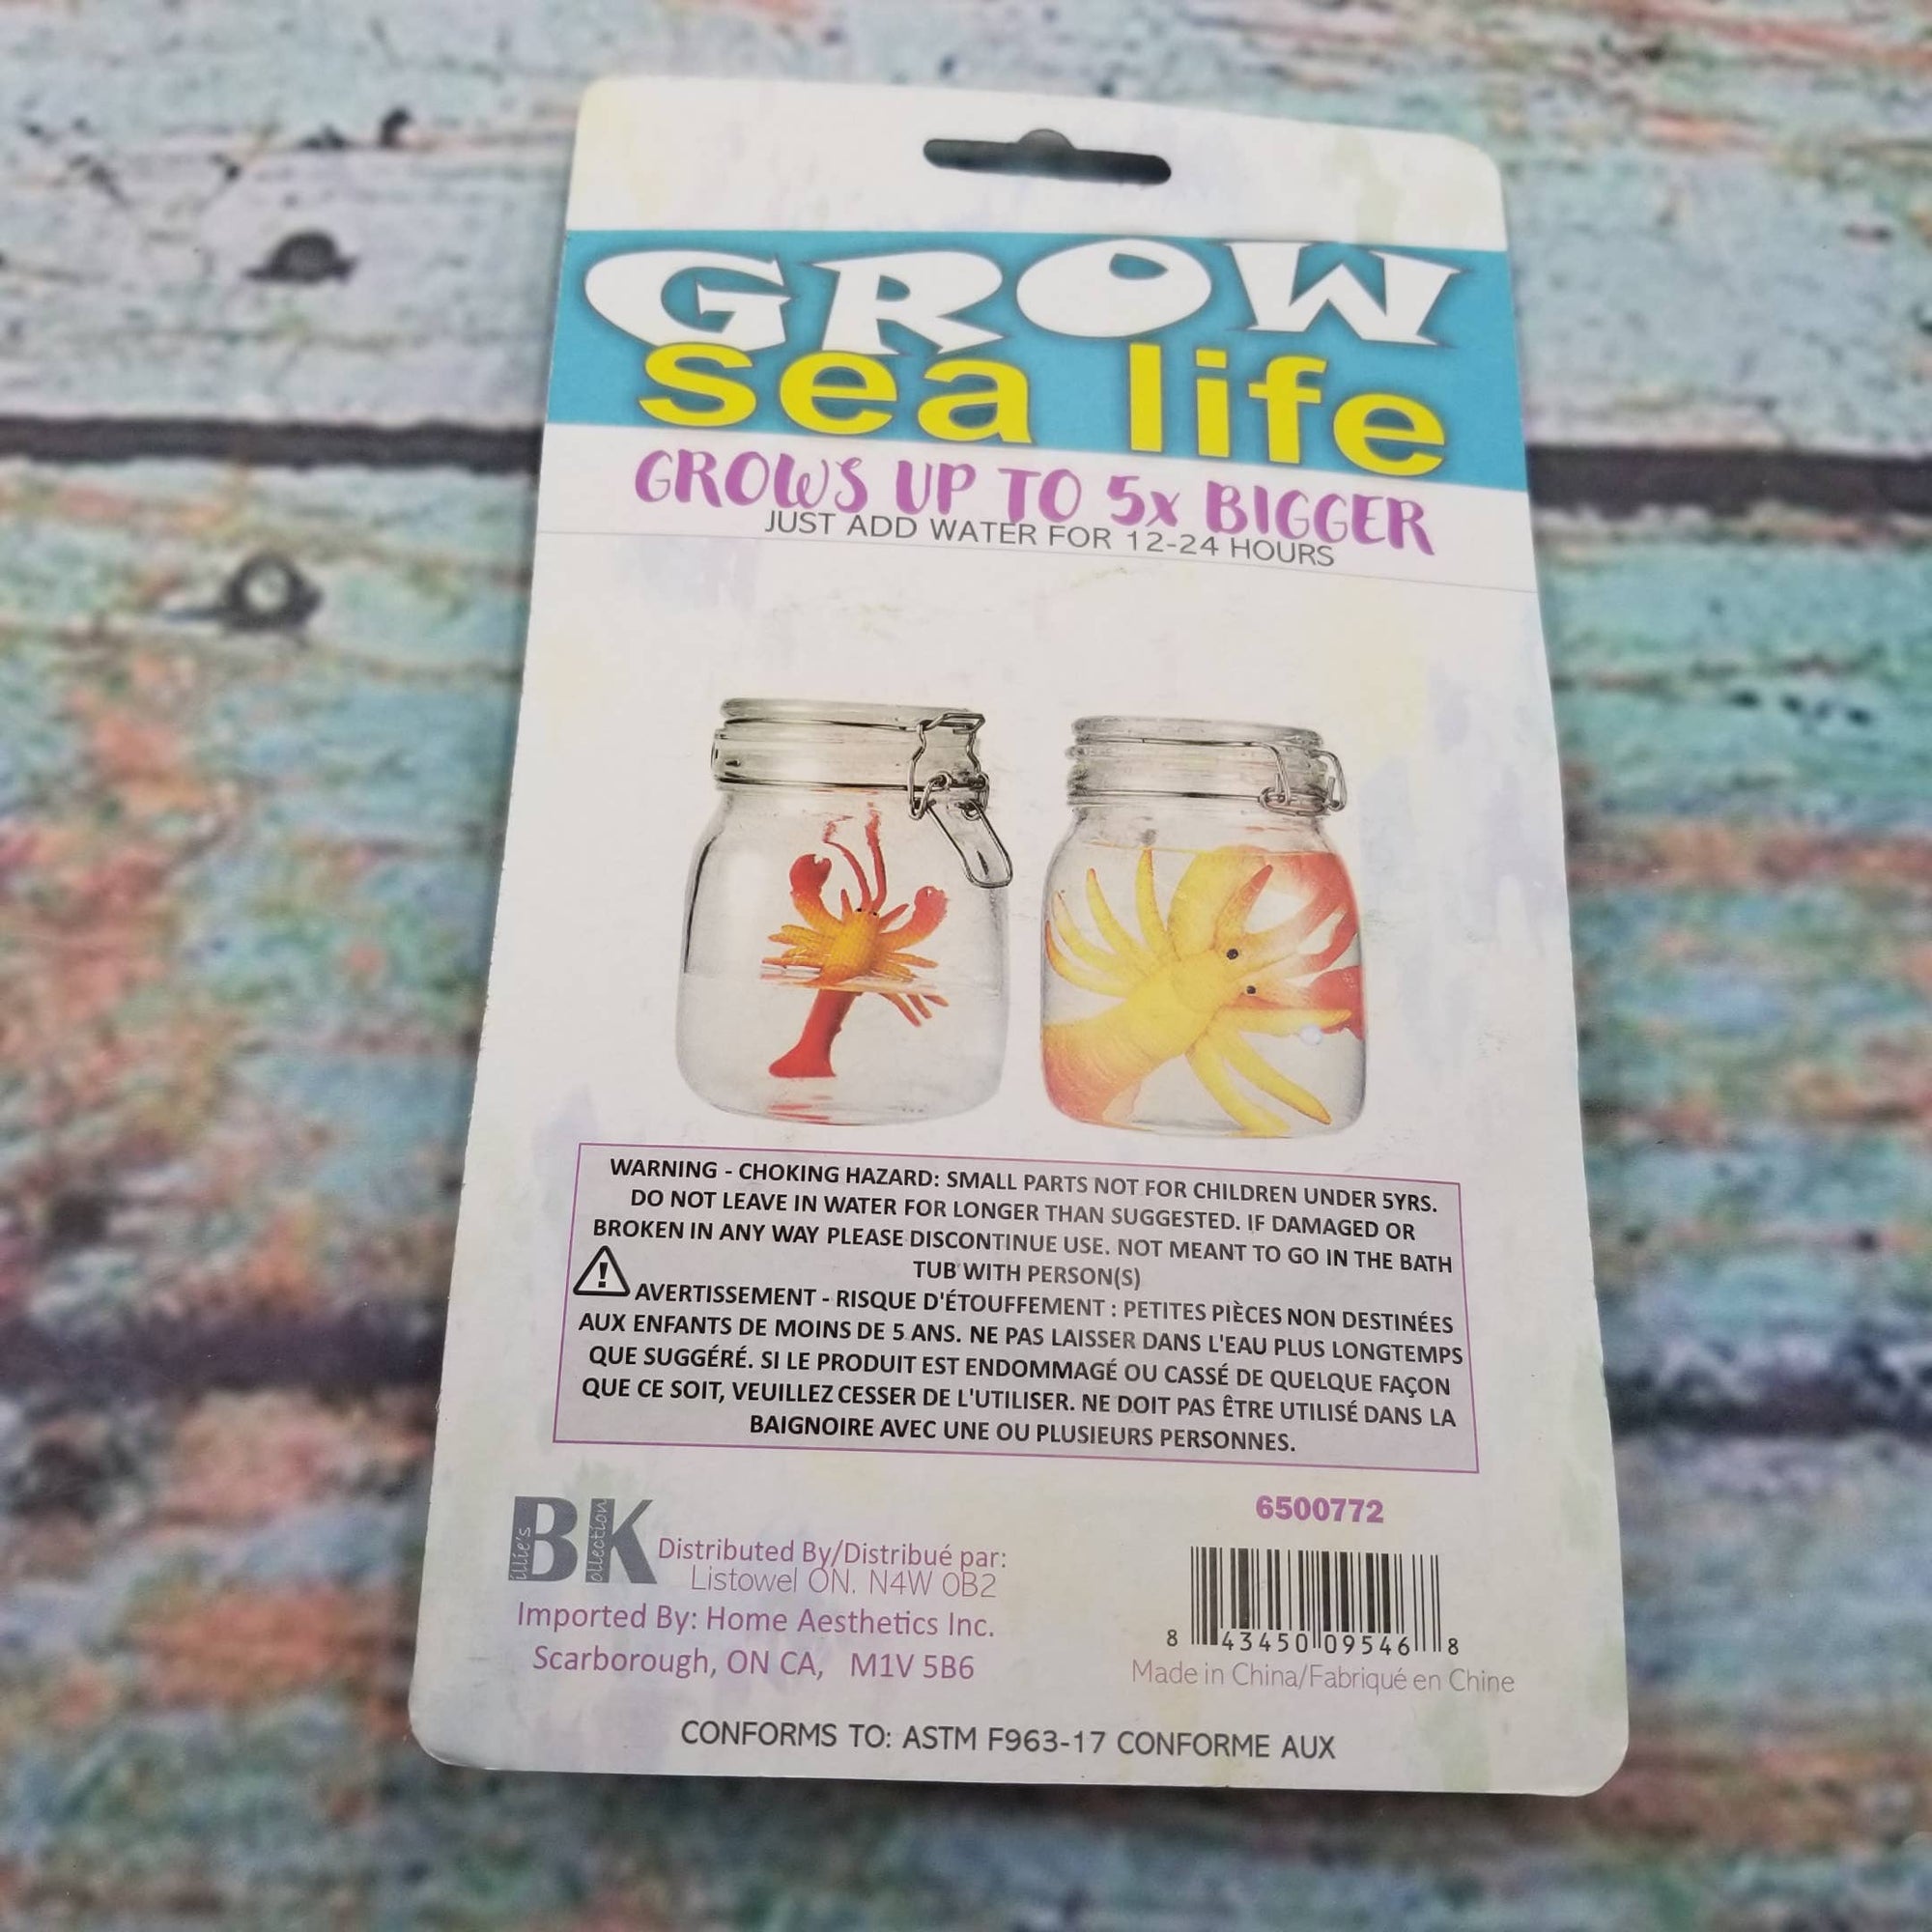 GROW
sea life
GROWS UP TO 5x BIGGER
JUST ADD WATER FOR 12-24 HOURS
WARNING - CHOKING HAZARD: SMALL PARTS NOT FOR CHILDREN UNDER 5YRS.
DO NOT LEAVE IN WATER FOR LONGER THAN SUGGESTED. IF DAMAGED OR
BROKEN IN ANY WAY PLEASE DISCONTINUE USE. NOT MEANT TO GO IN THE BATH
TUB WITH PERSON(S)
AVERTISSEMENT - RISQUE D'ÉTOUFFEMENT : PETITES PIÈCES NON DESTINÉES
AUX ENFANTS DE MOINS DE 5 ANS. NE PAS LAISSER DANS L'EAU PLUS LONGTEMPS
QUE SUGGÉRÉ. SI LE PRODUIT EST ENDOMMAGÉ OU CASSÉ DE QUELQUE FAÇON
QUE CE SOIT, VEUILLEZ CESSER DE L'UTILISER. NE DOIT PAS ÊTRE UTILISÉ DANS LA
BAIGNOIRE AVEC UNE OU PLUSIEURS PERSONNES.
Billie's Kollection
Distributed By/Distribué par:
Listowel ON. N4W 0B2
Imported By: Home Aesthetics Inc.
Scarborough, ON CA, M1V 5B6
6500772
8 43450 09546 8
Made in China/Fabriqué en Chine
CONFORMS TO: ASTM F963-17 CONFORME AUX